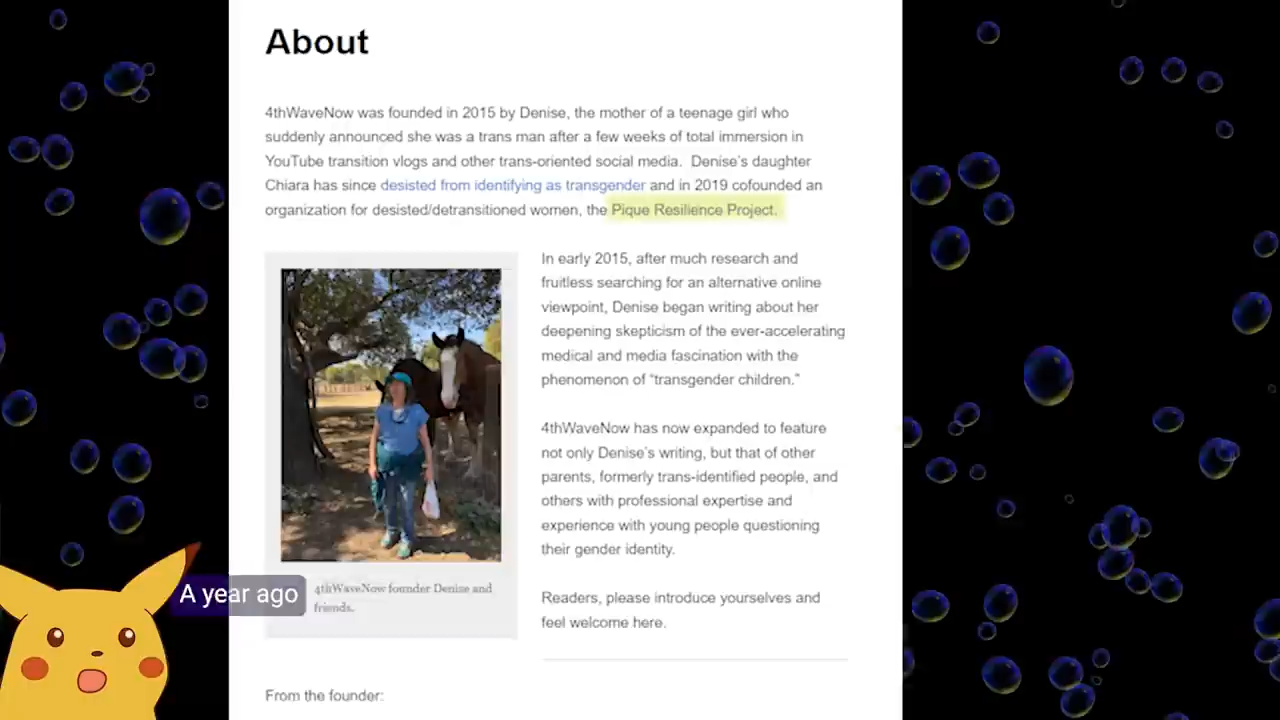 About
4thWaveNow was founded in 2015 by Denise, the mother of a teenage girl who
suddenly announced she was a trans man after a few weeks of total immersion in
YouTube transition vlogs and other trans-oriented social media. Denise's daughter
Chiara has since desisted from identifying as transgender and in 2019 cofounded an
organization for desisted/detransitioned women, the Pique Resilience Project.
In early 2015, after much research and
fruitless searching for an alternative online
viewpoint, Denise began writing about her
deepening skepticism of the ever-accelerating
medical and media fascination with the
phenomenon of “transgender children.”
4thWaveNow has now expanded to feature
not only Denise's writing, but that of other
parents, formerly trans-identified people, and
others with professional expertise and
experience with young people questioning
their gender identity.
A year ago
4thWaveNow founder Denise and
friends.
Readers, please introduce yourselves and
feel welcome here.
From the founder: